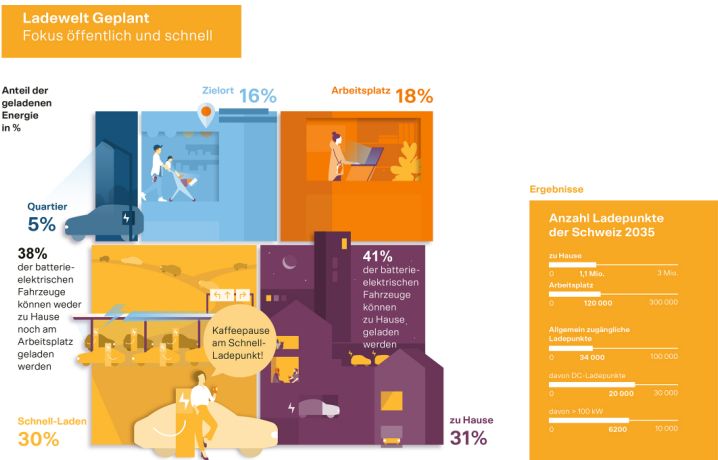 Ladewelt Geplant
Fokus öffentlich und schnell
Anteil der
geladenen
Energie
in %
Zielort 16%
Arbeitsplatz 18%
Quartier
5%
38%
der batterie-
elektrischen
Fahrzeuge
können weder
zu Hause
noch am
Arbeitsplatz
geladen
werden
41%
der batterie-
elektrischen
Fahrzeuge
können
zu Hause
geladen
werden
Kaffeepause
am Schnell-
Ladepunkt!
Schnell-Laden
30%
zu Hause
31%
Ergebnisse
Anzahl Ladepunkte
der Schweiz 2035
zu Hause
0 1,1 Mio. 3 Mio.
Arbeitsplatz
0 120 000 300 000
Allgemein zugängliche
Ladepunkte
0 34 000 100 000
davon DC-Ladepunkte
0 20 000 30 000
davon > 100 kW
0 6200 10 000